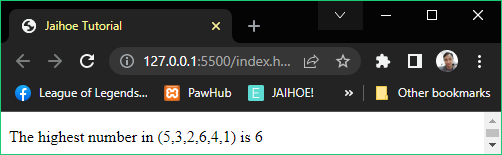 Jaihoe Tutorial
127.0.0.1:5500/index.h...
League of Legends... PawHub E JAIHOE! Other bookmarks
The highest number in (5,3,2,6,4,1) is 6